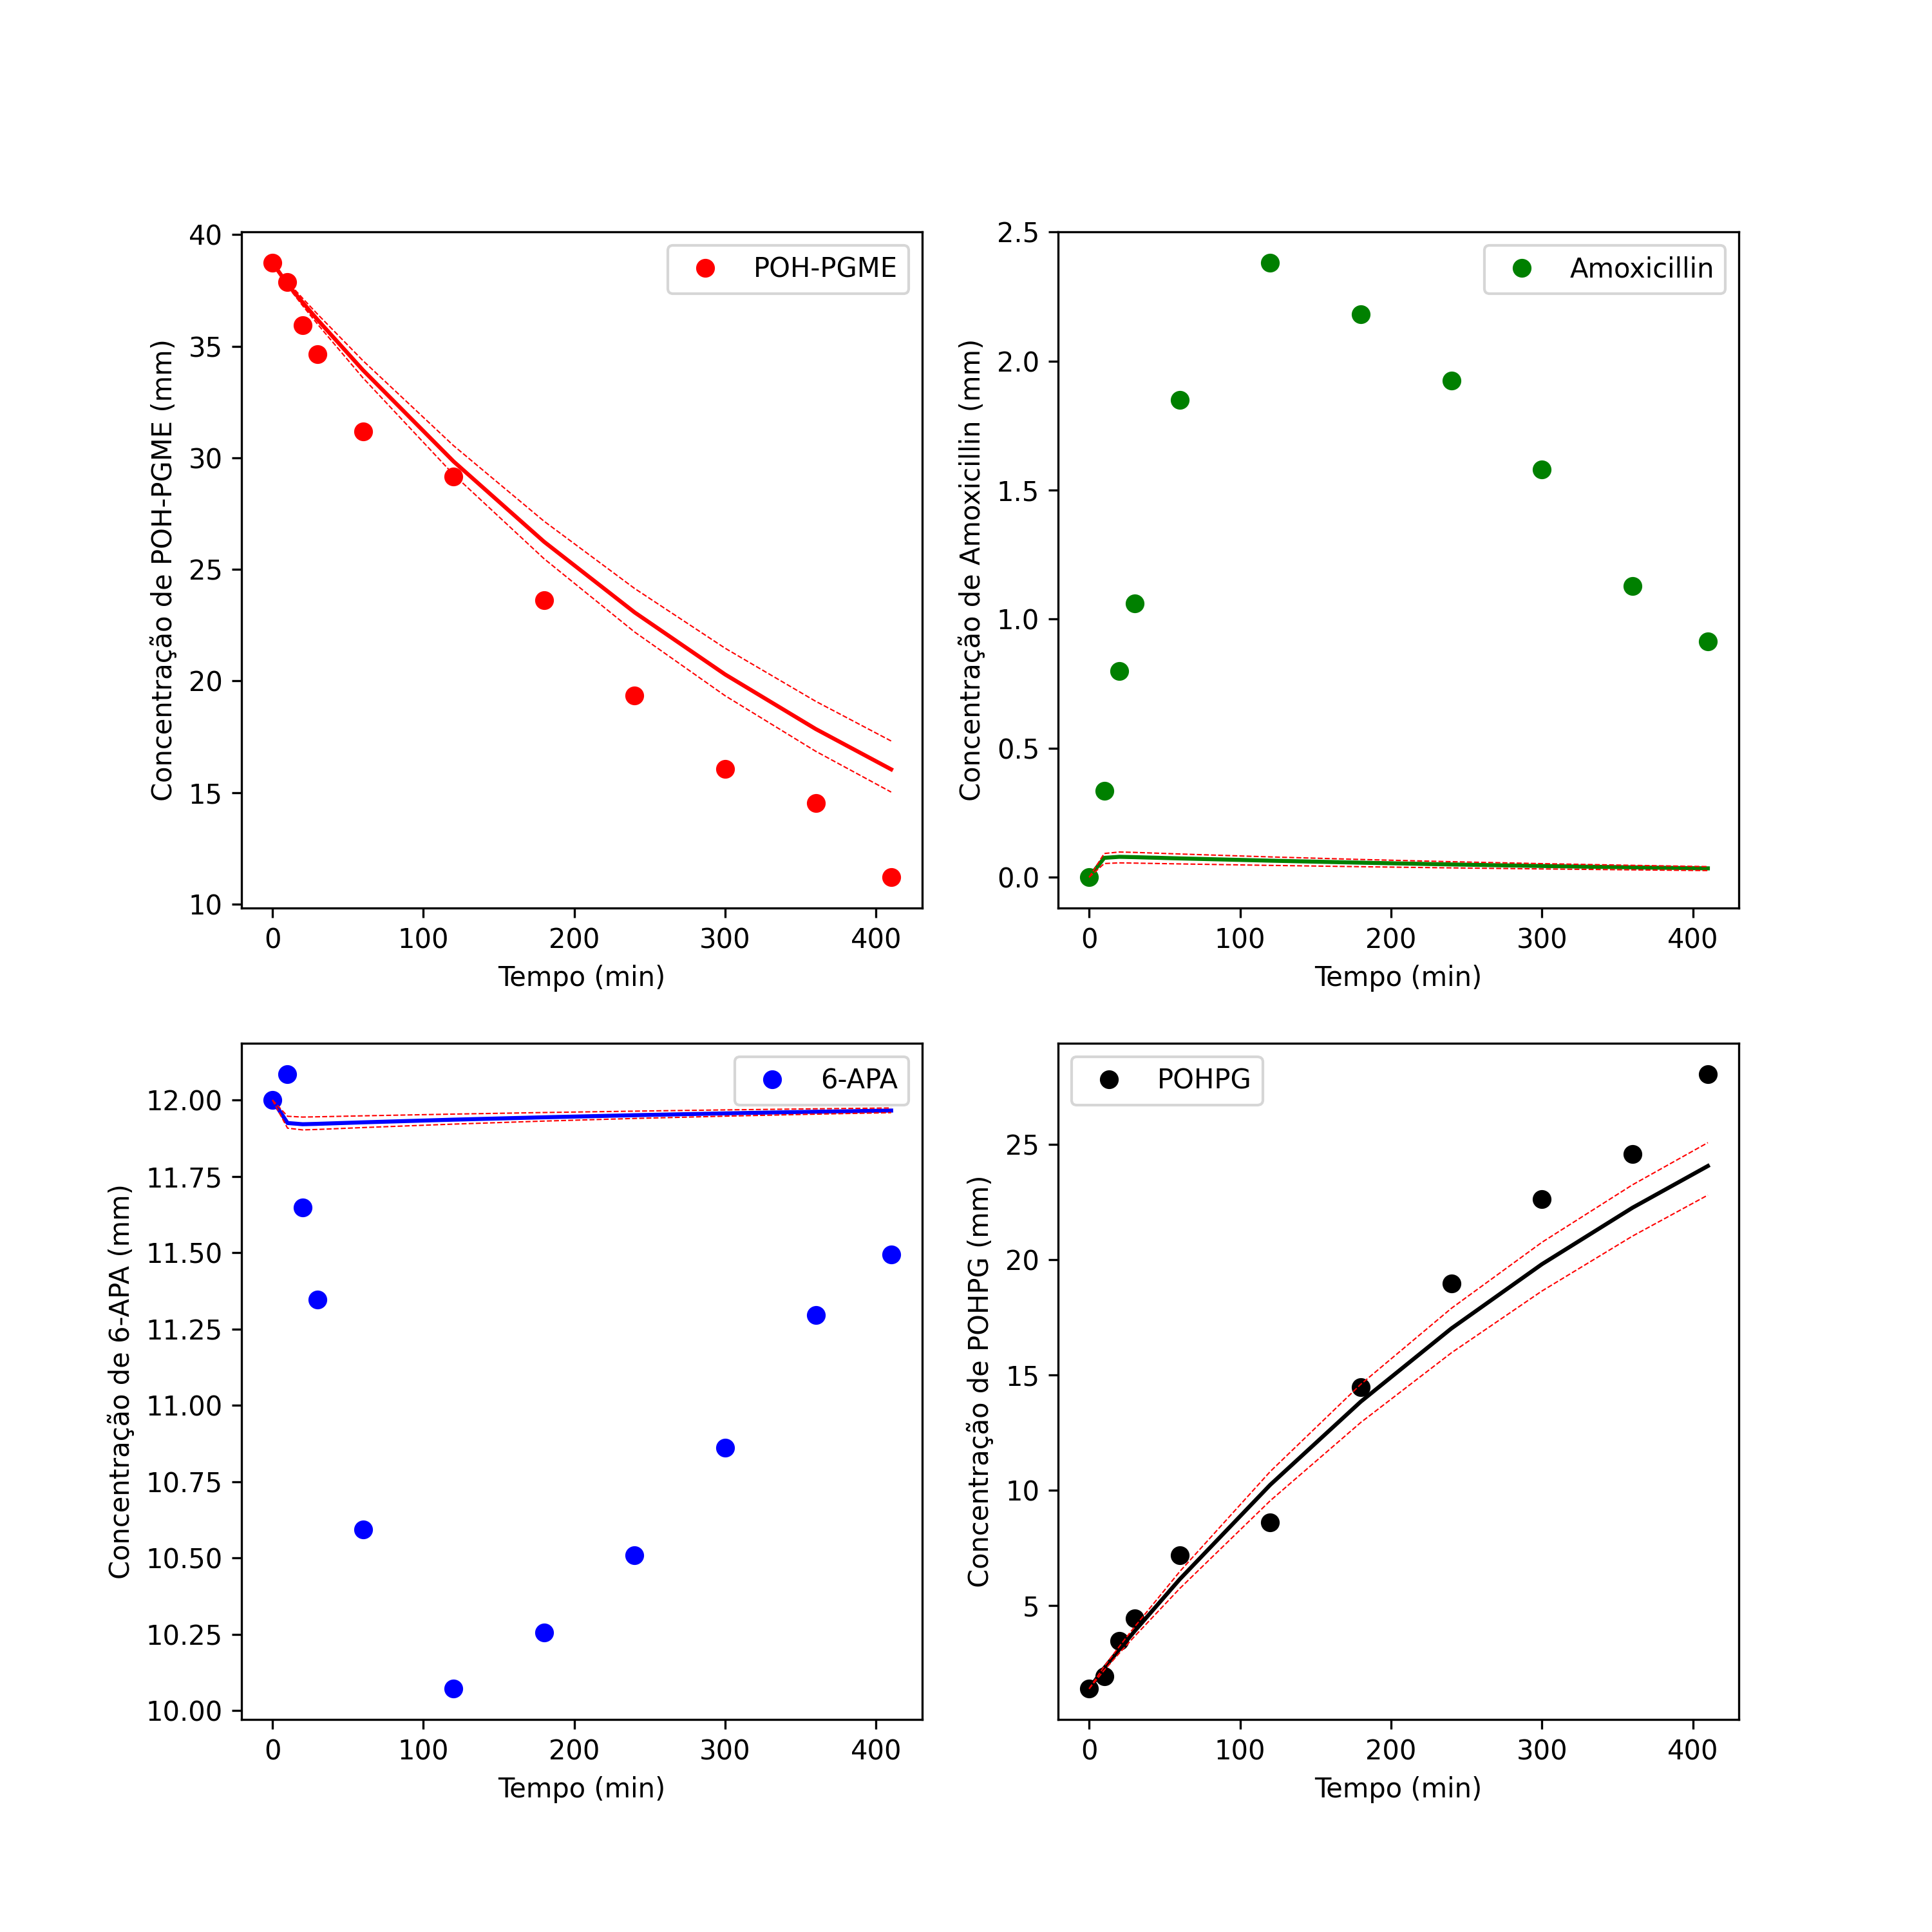 40
35
30
25
20
15
10
0 100 200 300 400
Tempo (min)
Concentração de POH-PGME (mm)
POH-PGME
2.5
2.0
1.5
1.0
0.5
0.0
0 100 200 300 400
Tempo (min)
Concentração de Amoxicillin (mm)
Amoxicillin
12.00
11.75
11.50
11.25
11.00
10.75
10.50
10.25
10.00
0 100 200 300 400
Tempo (min)
Concentração de 6-APA (mm)
6-APA
25
20
15
10
5
0 100 200 300 400
Tempo (min)
Concentração de POHPG (mm)
POHPG